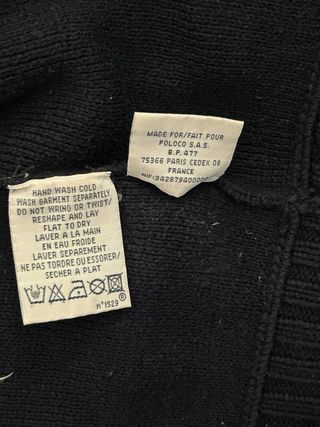 MADE FOR/FAIT POUR
POLOCO S.A.S.
B.P. 477
75366 PARIS CEDEX 08
FRANCE
HAND WASH COLD
WASH GARMENT SEPARATELY
DO NOT WRING OR TWIST/
RESHAPE AND LAY
FLAT TO DRY
LAVER A LA MAIN
EN EAU FROIDE
LAVER SEPAREMENT
NE PAS TORDRE OU ESSORER/
SECHER A PLAT
n°1529 ®